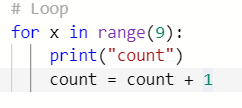 # Loop
for x in range(9):
    print("count")
    count = count + 1